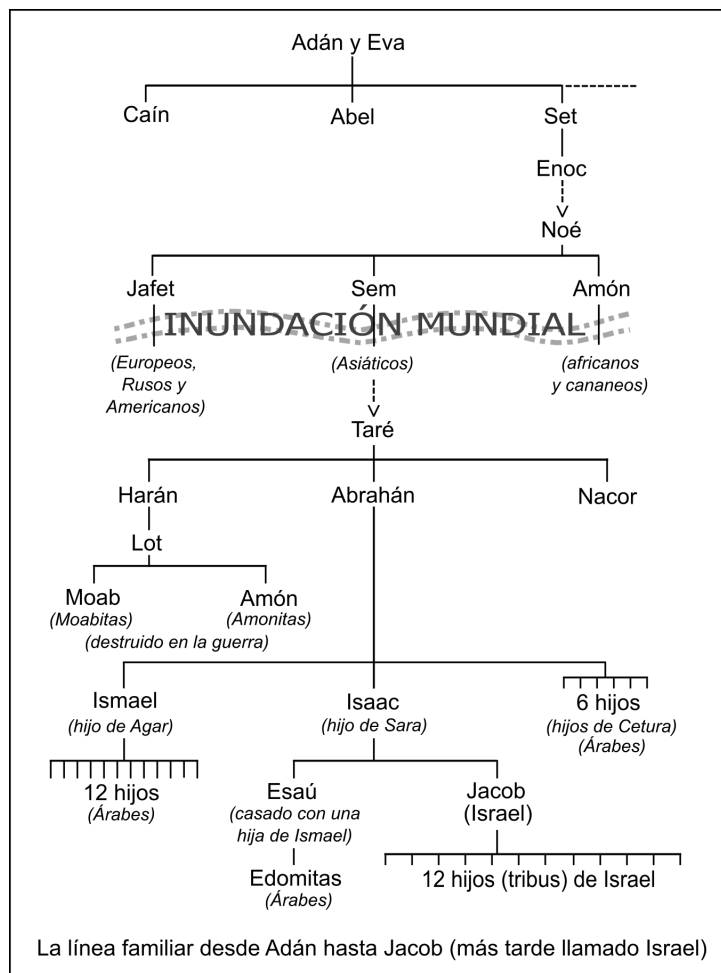 Adán y Eva
Caín Abel Set
Enoc
Noé
Jafet Sem Amón
INUNDACIÓN MUNDIAL
(Europeos,
Rusos y
Americanos)
(Asiáticos)
(africanos
y cananeos)
Taré
Harán Abrahán Nacor
Lot
Moab
(Moabitas)
Amón
(Amonitas)
(destruido en la guerra)
Ismael
(hijo de Agar)
Isaac
(hijo de Sara)
6 hijos
(hijos de Cetura)
(Árabes)
12 hijos
(Árabes)
Esaú
(casado con una
hija de Ismael)
Jacob
(Israel)
Edomitas
(Árabes)
12 hijos (tribus) de Israel
La línea familiar desde Adán hasta Jacob (más tarde llamado Israel)